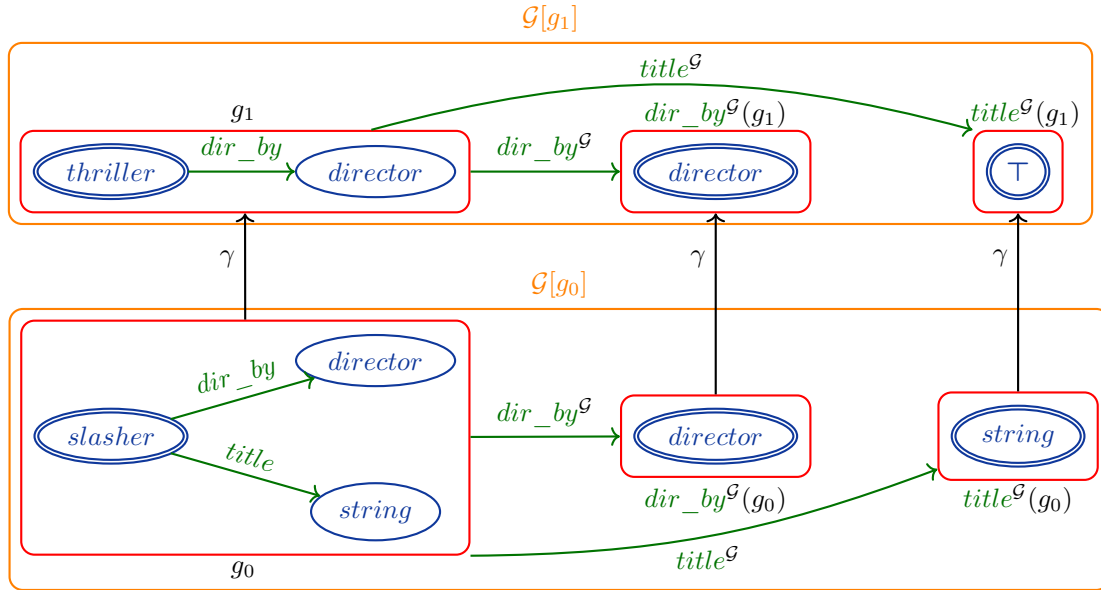 𝒢[g₁]
title^𝒢
g₁
dir_by^𝒢(g₁)
title^𝒢(g₁)
thriller
dir_by
director
dir_by^𝒢
director
⊤
γ
γ
γ
𝒢[g₀]
slasher
dir_by
director
title
string
dir_by^𝒢
director
string
dir_by^𝒢(g₀)
title^𝒢(g₀)
title^𝒢
g₀